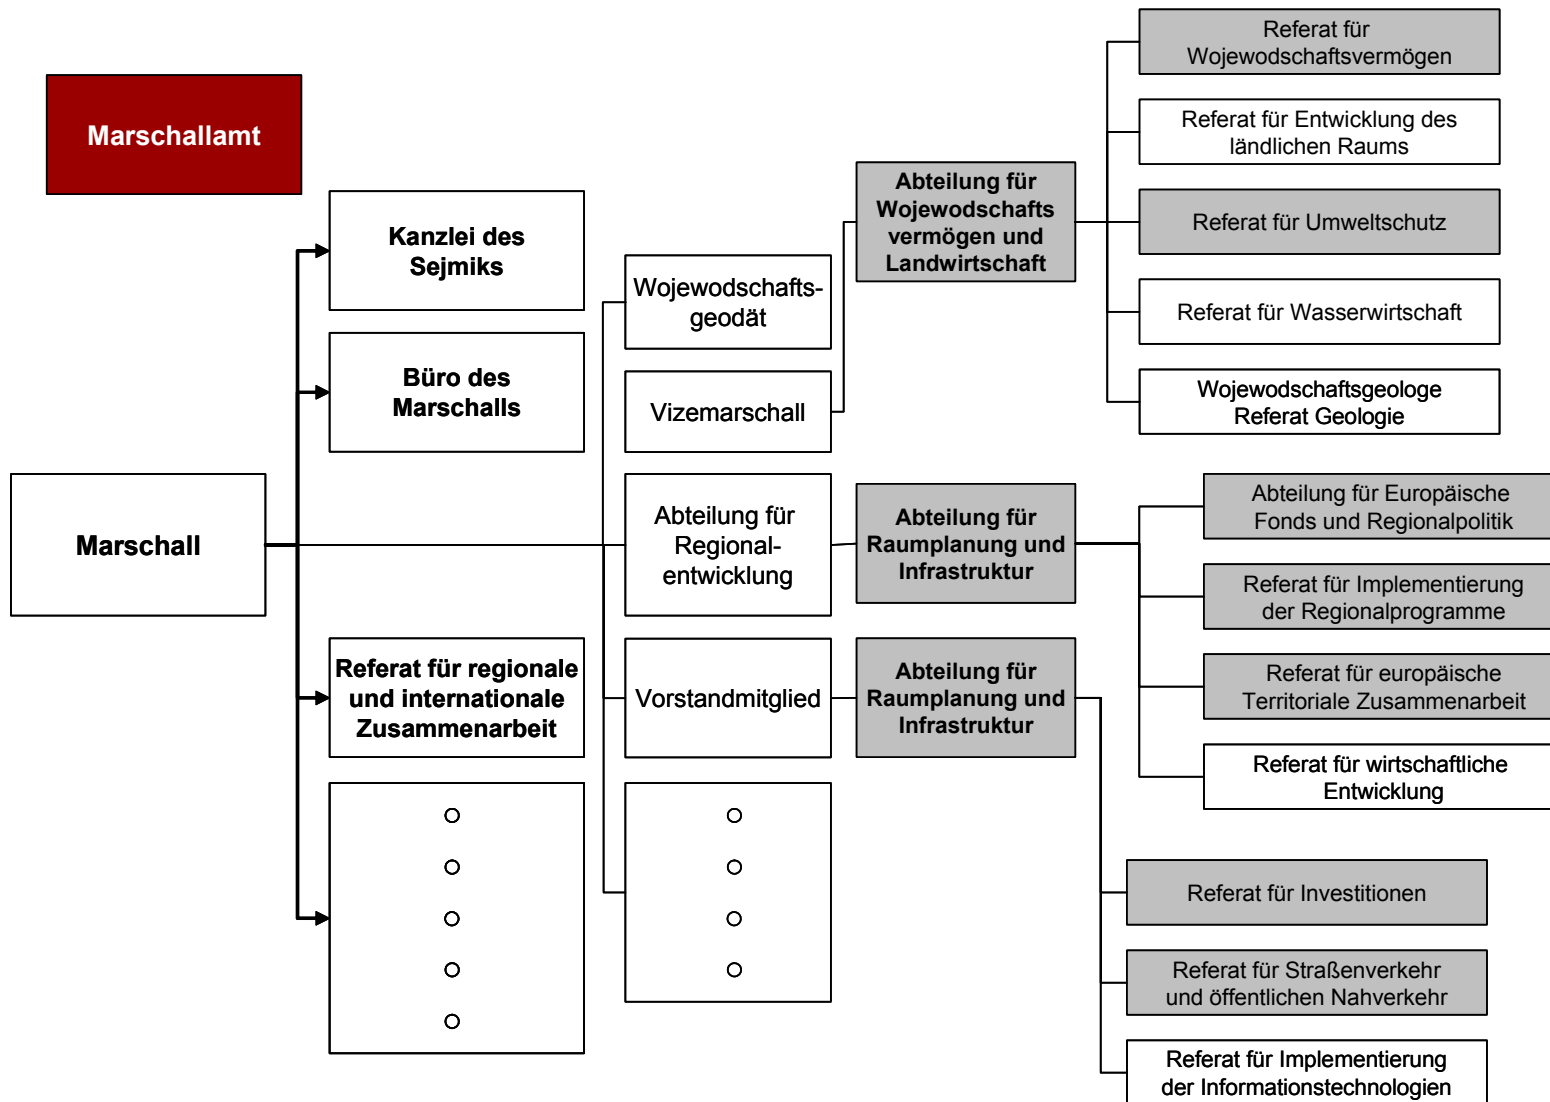 Marschallamt
Marschall
Kanzlei des
Sejmiks
Büro des
Marschalls
Referat für regionale
und internationale
Zusammenarbeit
Wojewodschafts-
geodät
Vizemarschall
Abteilung für
Regional-
entwicklung
Vorstandmitglied
Abteilung für
Wojewodschafts
vermögen und
Landwirtschaft
Abteilung für
Raumplanung und
Infrastruktur
Abteilung für
Raumplanung und
Infrastruktur
Referat für
Wojewodschaftsvermögen
Referat für Entwicklung des
ländlichen Raums
Referat für Umweltschutz
Referat für Wasserwirtschaft
Wojewodschaftsgeologe
Referat Geologie
Abteilung für Europäische
Fonds und Regionalpolitik
Referat für Implementierung
der Regionalprogramme
Referat für europäische
Territoriale Zusammenarbeit
Referat für wirtschaftliche
Entwicklung
Referat für Investitionen
Referat für Straßenverkehr
und öffentlichen Nahverkehr
Referat für Implementierung
der Informationstechnologien